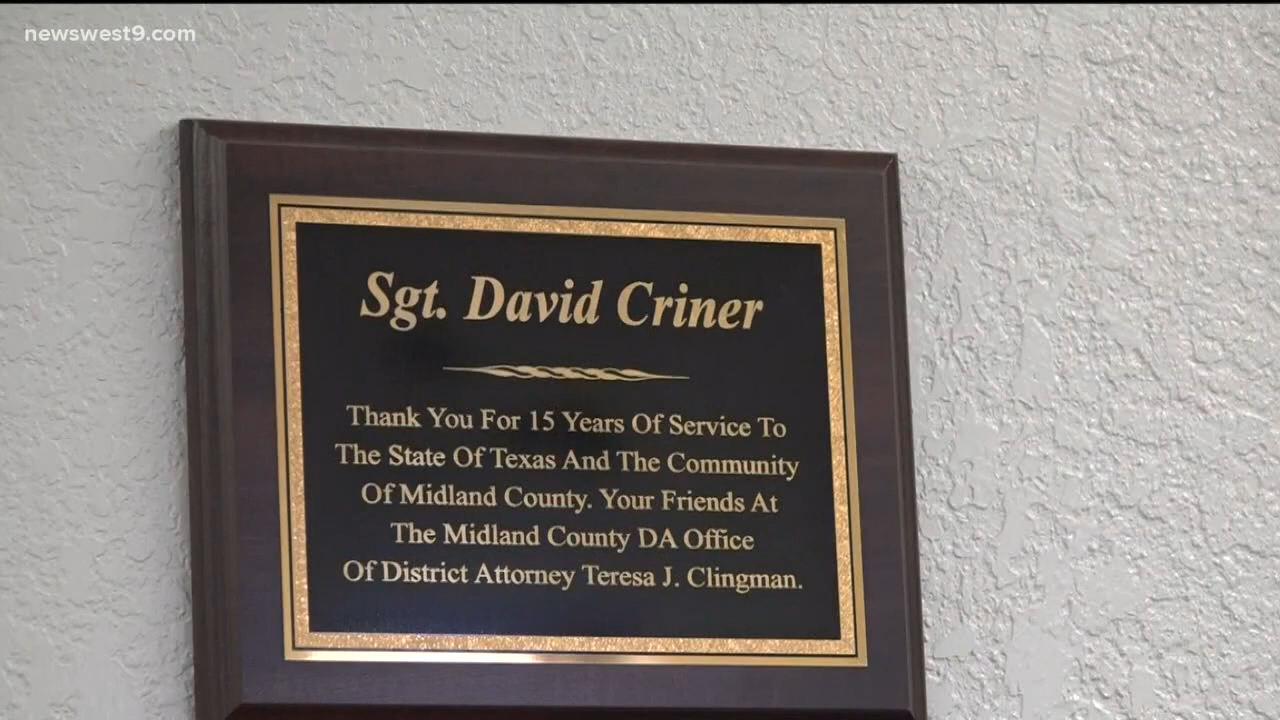 newswest9.com
Sgt. David Criner
Thank You For 15 Years Of Service To
The State Of Texas And The Community
Of Midland County. Your Friends At
The Midland County DA Office
Of District Attorney Teresa J. Clingman.